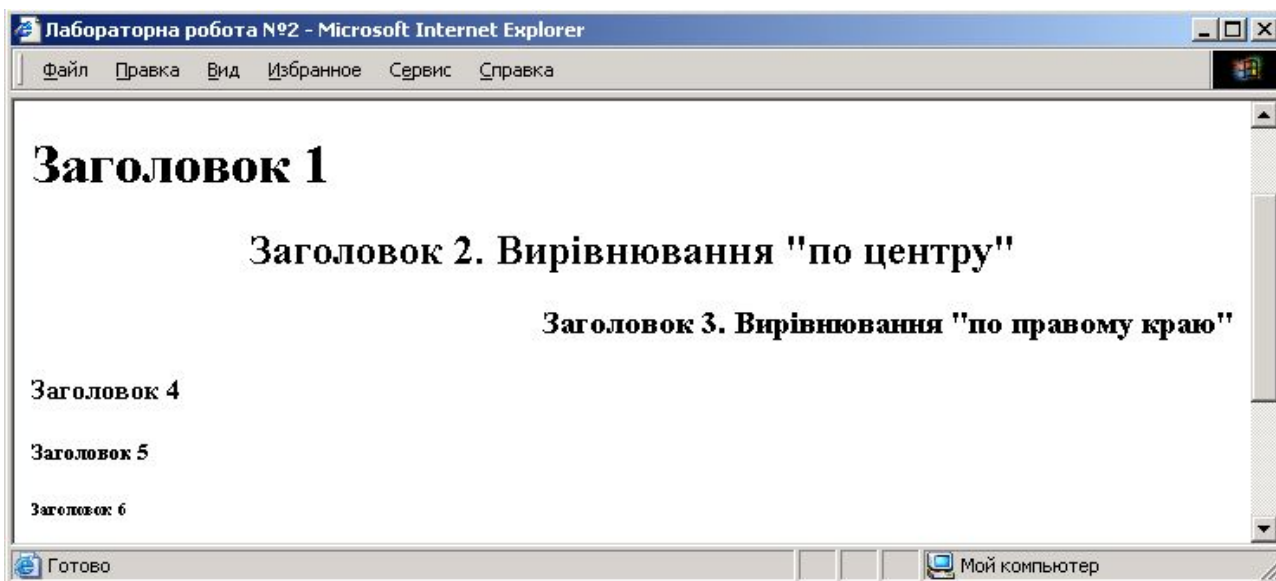 Лабораторна робота №2 - Microsoft Internet Explorer
Файл Правка Вид Избранное Сервис Справка
Заголовок 1
Заголовок 2. Вирівнювання "по центру"
Заголовок 3. Вирівнювання "по правому краю"
Заголовок 4
Заголовок 5
Заголовок 6
Готово Мой компьютер